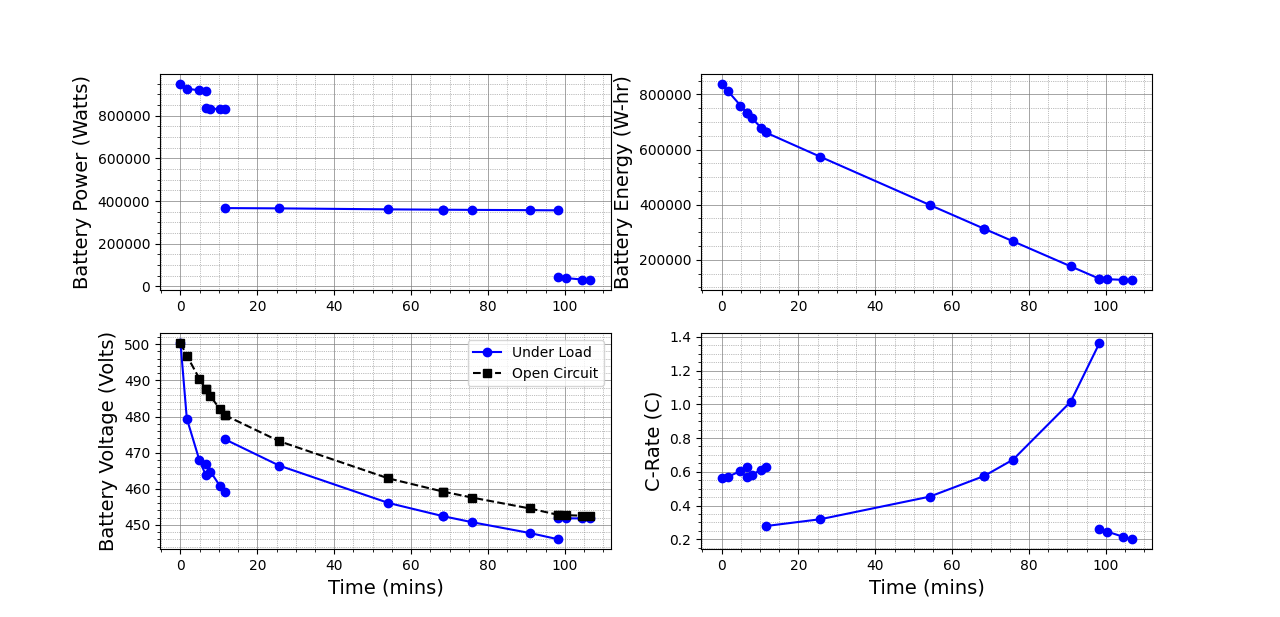 Battery Power (Watts)
800000
600000
400000
200000
0
0 20 40 60 80 100
Battery Energy (W-hr)
800000
600000
400000
200000
0 20 40 60 80 100
Battery Voltage (Volts)
500
490
480
470
460
450
Under Load
Open Circuit
0 20 40 60 80 100
Time (mins)
C-Rate (C)
1.4
1.2
1.0
0.8
0.6
0.4
0.2
0 20 40 60 80 100
Time (mins)